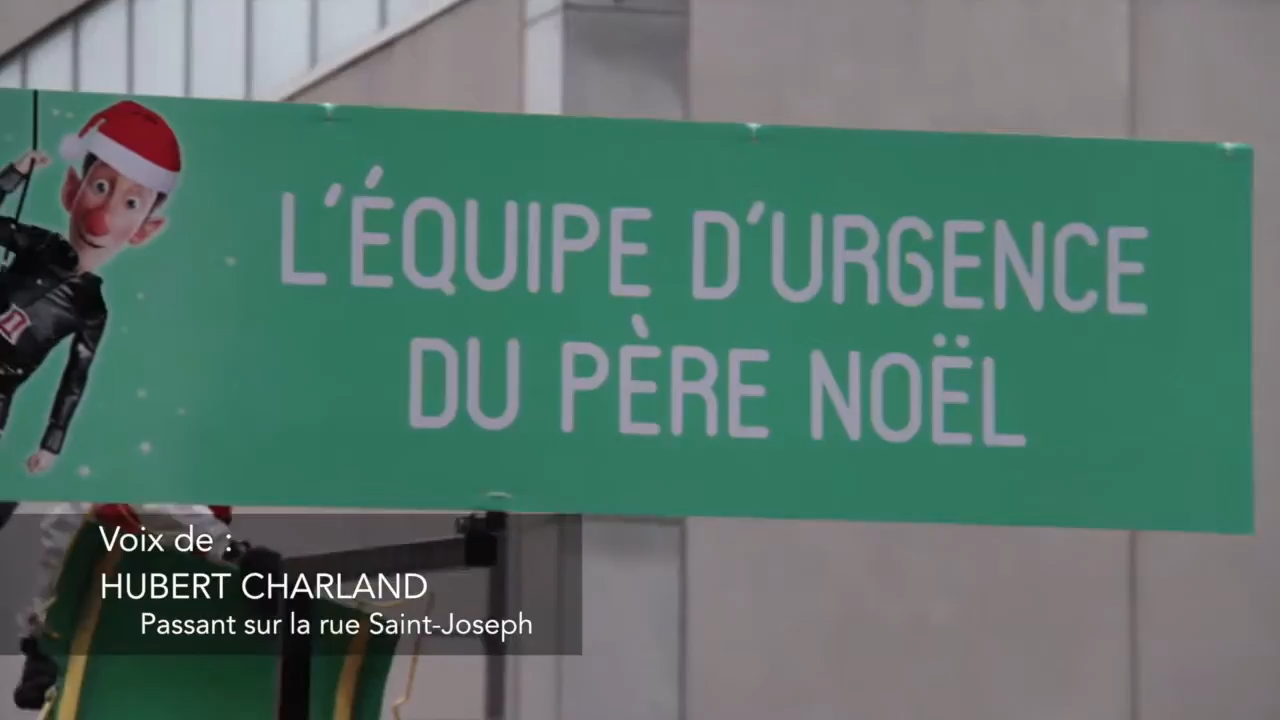 L'ÉQUIPE D'URGENCE
DU PÈRE NOËL
Voix de :
HUBERT CHARLAND
Passant sur la rue Saint-Joseph